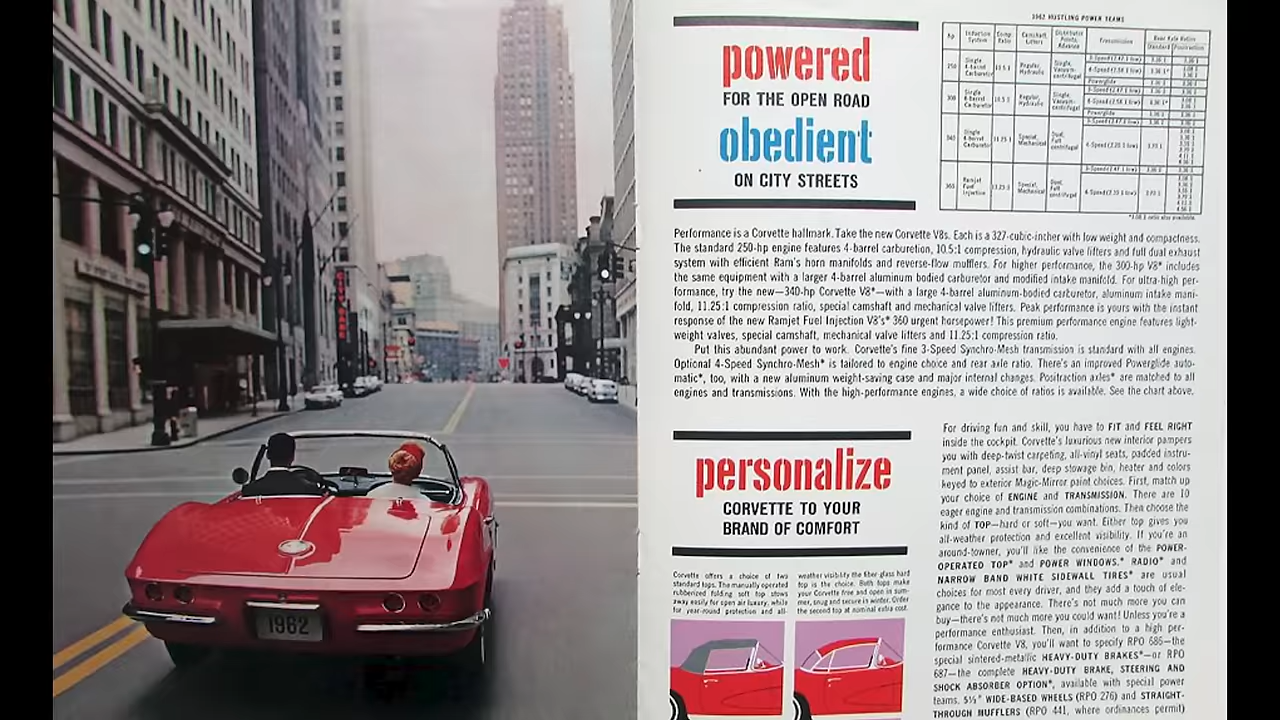 CITY BANK
1962
powered
FOR THE OPEN ROAD
obedient
ON CITY STREETS
1962 HUSTLING POWER TEAMS
Performance is a Corvette hallmark. Take the new Corvette V8s. Each is a 327-cubic-incher with low weight and compactness.
The standard 250-hp engine features 4-barrel carburetion, 10.5:1 compression, hydraulic valve lifters and full dual exhaust
system with efficient Ram's horn manifolds and reverse-flow mufflers. For higher performance, the 300-hp V8* includes
the same equipment with a larger 4-barrel aluminum bodied carburetor and modified intake manifold. For ultra-high per-
formance, try the new—340-hp Corvette V8*—with a large 4-barrel aluminum-bodied carburetor, aluminum intake mani-
fold, 11.25:1 compression ratio, special camshaft and mechanical valve lifters. Peak performance is yours with the instant
response of the new Ramjet Fuel Injection V8's* 360 urgent horsepower! This premium performance engine features light-
weight valves, special camshaft, mechanical valve lifters and 11.25:1 compression ratio.
Put this abundant power to work. Corvette's fine 3-Speed Synchro-Mesh transmission is standard with all engines.
Optional 4-Speed Synchro-Mesh* is tailored to engine choice and rear axle ratio. There's an improved Powerglide auto-
matic*, too, with a new aluminum weight-saving case and major internal changes. Positraction axles* are matched to all
engines and transmissions. With the high-performance engines, a wide choice of ratios is available. See the chart above.
personalize
CORVETTE TO YOUR
BRAND OF COMFORT
Corvette offers a choice of two
standard tops. The manually operated
rubberized folding soft top stows
away easily for open air luxury, while
for year-round protection and all-
weather visibility the fiber-glass hard
top is the choice. Both tops make
your Corvette free and open in sum-
mer, snug and secure in winter. Order
the second top at nominal extra cost.
For driving fun and skill, you have to FIT and FEEL RIGHT
inside the cockpit. Corvette's luxurious new interior pampers
you with deep-twist carpeting, all-vinyl seats, padded instru-
ment panel, assist bar, deep stowage bin, heater and colors
keyed to exterior Magic-Mirror paint choices. First, match up
your choice of ENGINE and TRANSMISSION. There are 10
eager engine and transmission combinations. Then choose the
kind of TOP—hard or soft—you want. Either top gives you
all-weather protection and excellent visibility. If you're an
around-towner, you'll like the convenience of the POWER-
OPERATED TOP* and POWER WINDOWS.* RADIO* and
NARROW BAND WHITE SIDEWALL TIRES* are usual
choices for most every driver, and they add a touch of ele-
gance to the appearance. There's not much more you can
buy—there's not much more you could want! Unless you're a
performance enthusiast. Then, in addition to a high per-
formance Corvette V8, you'll want to specify RPO 686—the
special sintered-metallic HEAVY-DUTY BRAKES*—or RPO
687—the complete HEAVY-DUTY BRAKE, STEERING AND
SHOCK ABSORBER OPTION*, available with special power
teams. 5½" WIDE-BASED WHEELS (RPO 276) and STRAIGHT-
THROUGH MUFFLERS (RPO 441, where ordinances permit)